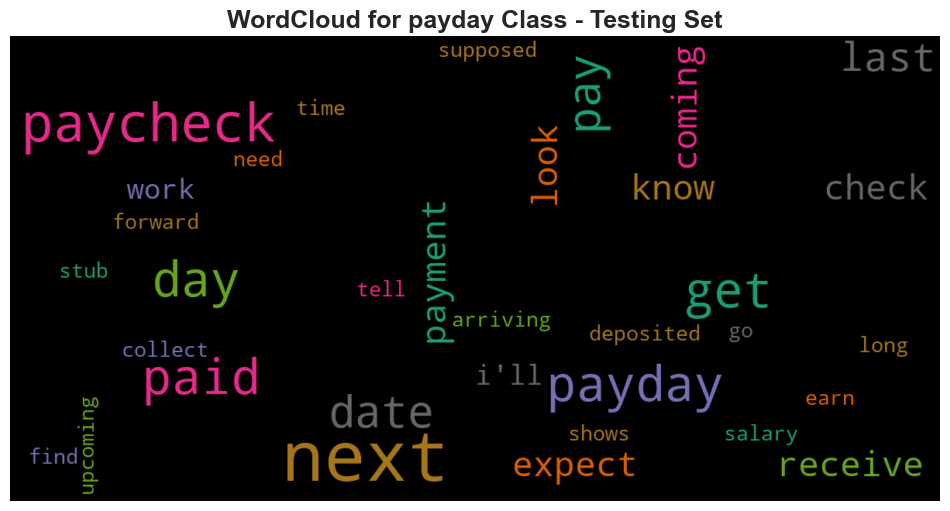 WordCloud for payday Class - Testing Set
supposed
last
pay
coming
paycheck
time
look
need
work
know
check
forward
payment
stub
day
tell
get
arriving
deposited
go
collect
long
paid
i'll
payday
earn
date
upcoming
next
shows
salary
find
expect
receive